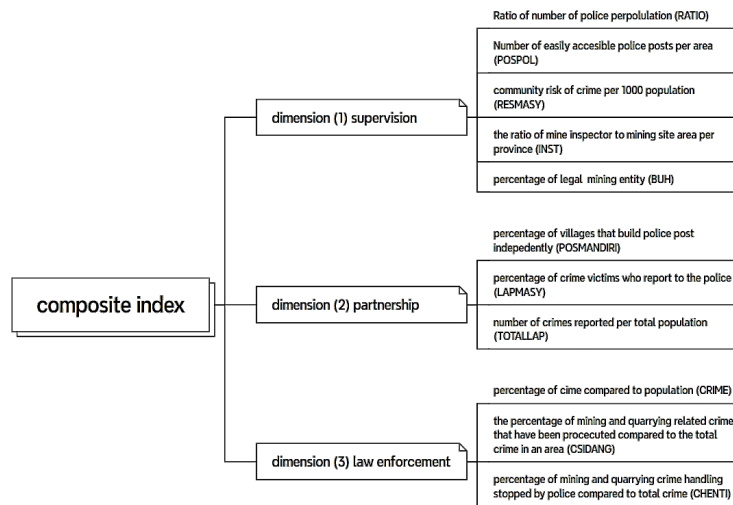 Ratio of number of police perpolulation (RATIO)
Number of easily accesible police posts per area
(POSPOL)
community risk of crime per 1000 population
(RESMASY)
dimension (1) supervision
the ratio of mine inspector to mining site area per
province (INST)
percentage of legal mining entity (BUH)
percentage of villages that build police post
indepedently (POSMANDIRI)
composite index
dimension (2) partnership
percentage of crime victims who report to the police
(LAPMASY)
number of crimes reported per total population
(TOTALLAP)
percentage of cime compared to population (CRIME)
the percentage of mining and quarrying related crime
that have been procecuted compared to the total
crime in an area (CSIDANG)
dimension (3) law enforcement
percentage of mining and quarrying crime handling
stopped by police compared to total crime (CHENTI)